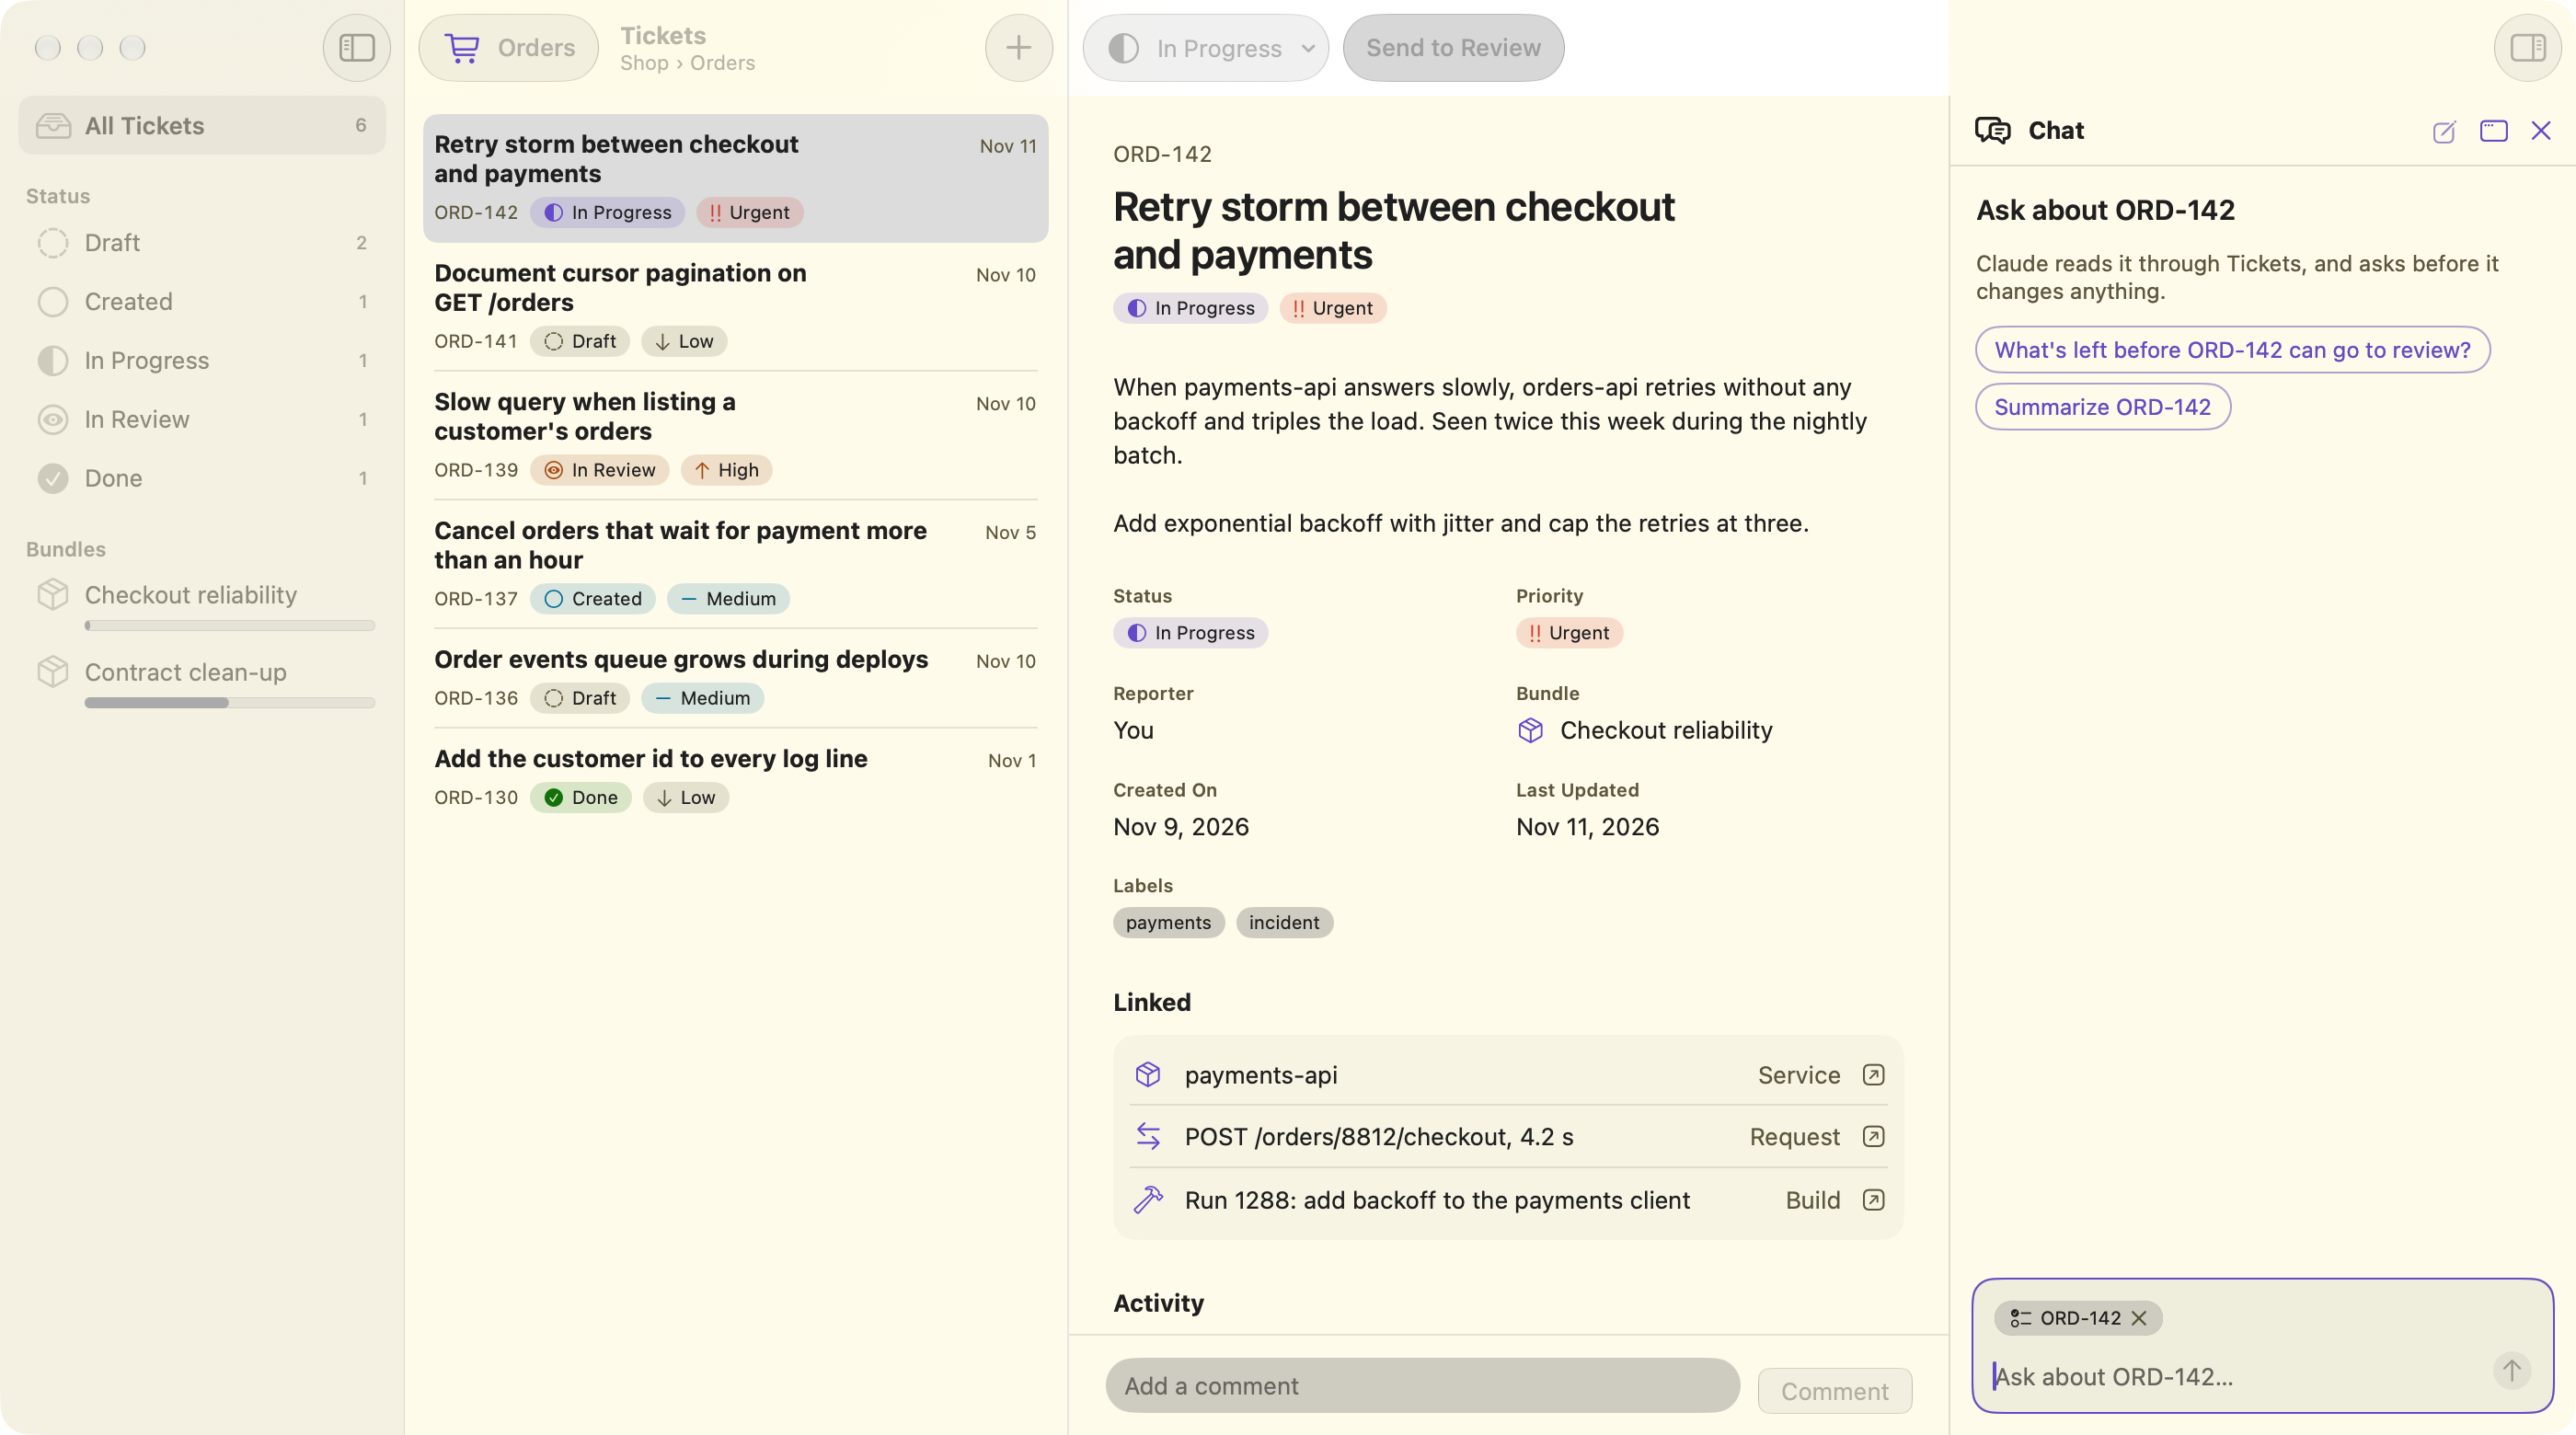 All Tickets 6
Status
Draft 2
Created 1
In Progress 1
In Review 1
Done 1
Bundles
Checkout reliability
Contract clean-up
Orders
Tickets
Shop › Orders
Retry storm between checkout
and payments
Nov 11
ORD-142 In Progress !! Urgent
Document cursor pagination on
GET /orders
Nov 10
ORD-141 Draft Low
Slow query when listing a
customer's orders
Nov 10
ORD-139 In Review High
Cancel orders that wait for payment more
than an hour
Nov 5
ORD-137 Created Medium
Order events queue grows during deploys
Nov 10
ORD-136 Draft Medium
Add the customer id to every log line
Nov 1
ORD-130 Done Low
In Progress
Send to Review
ORD-142
Retry storm between checkout
and payments
In Progress !! Urgent
When payments-api answers slowly, orders-api retries without any
backoff and triples the load. Seen twice this week during the nightly
batch.
Add exponential backoff with jitter and cap the retries at three.
Status
In Progress
Priority
!! Urgent
Reporter
You
Bundle
Checkout reliability
Created On
Nov 9, 2026
Last Updated
Nov 11, 2026
Labels
payments incident
Linked
payments-api Service
POST /orders/8812/checkout, 4.2 s Request
Run 1288: add backoff to the payments client Build
Activity
Add a comment
Comment
Chat
Ask about ORD-142
Claude reads it through Tickets, and asks before it
changes anything.
What's left before ORD-142 can go to review?
Summarize ORD-142
ORD-142
Ask about ORD-142...